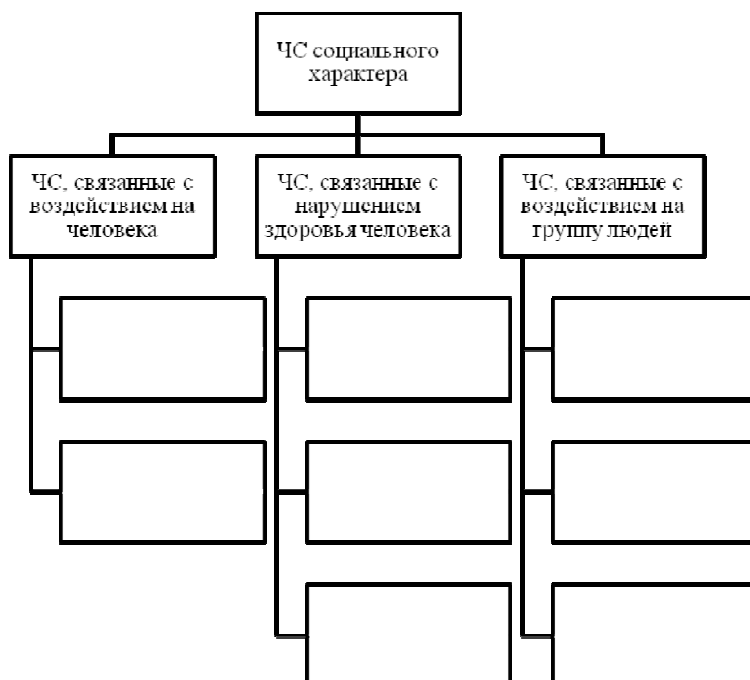 ЧС социального
характера
ЧС, связанные с
воздействием на
человека
ЧС, связанные с
нарушением
здоровья человека
ЧС, связанные с
воздействием на
группу людей